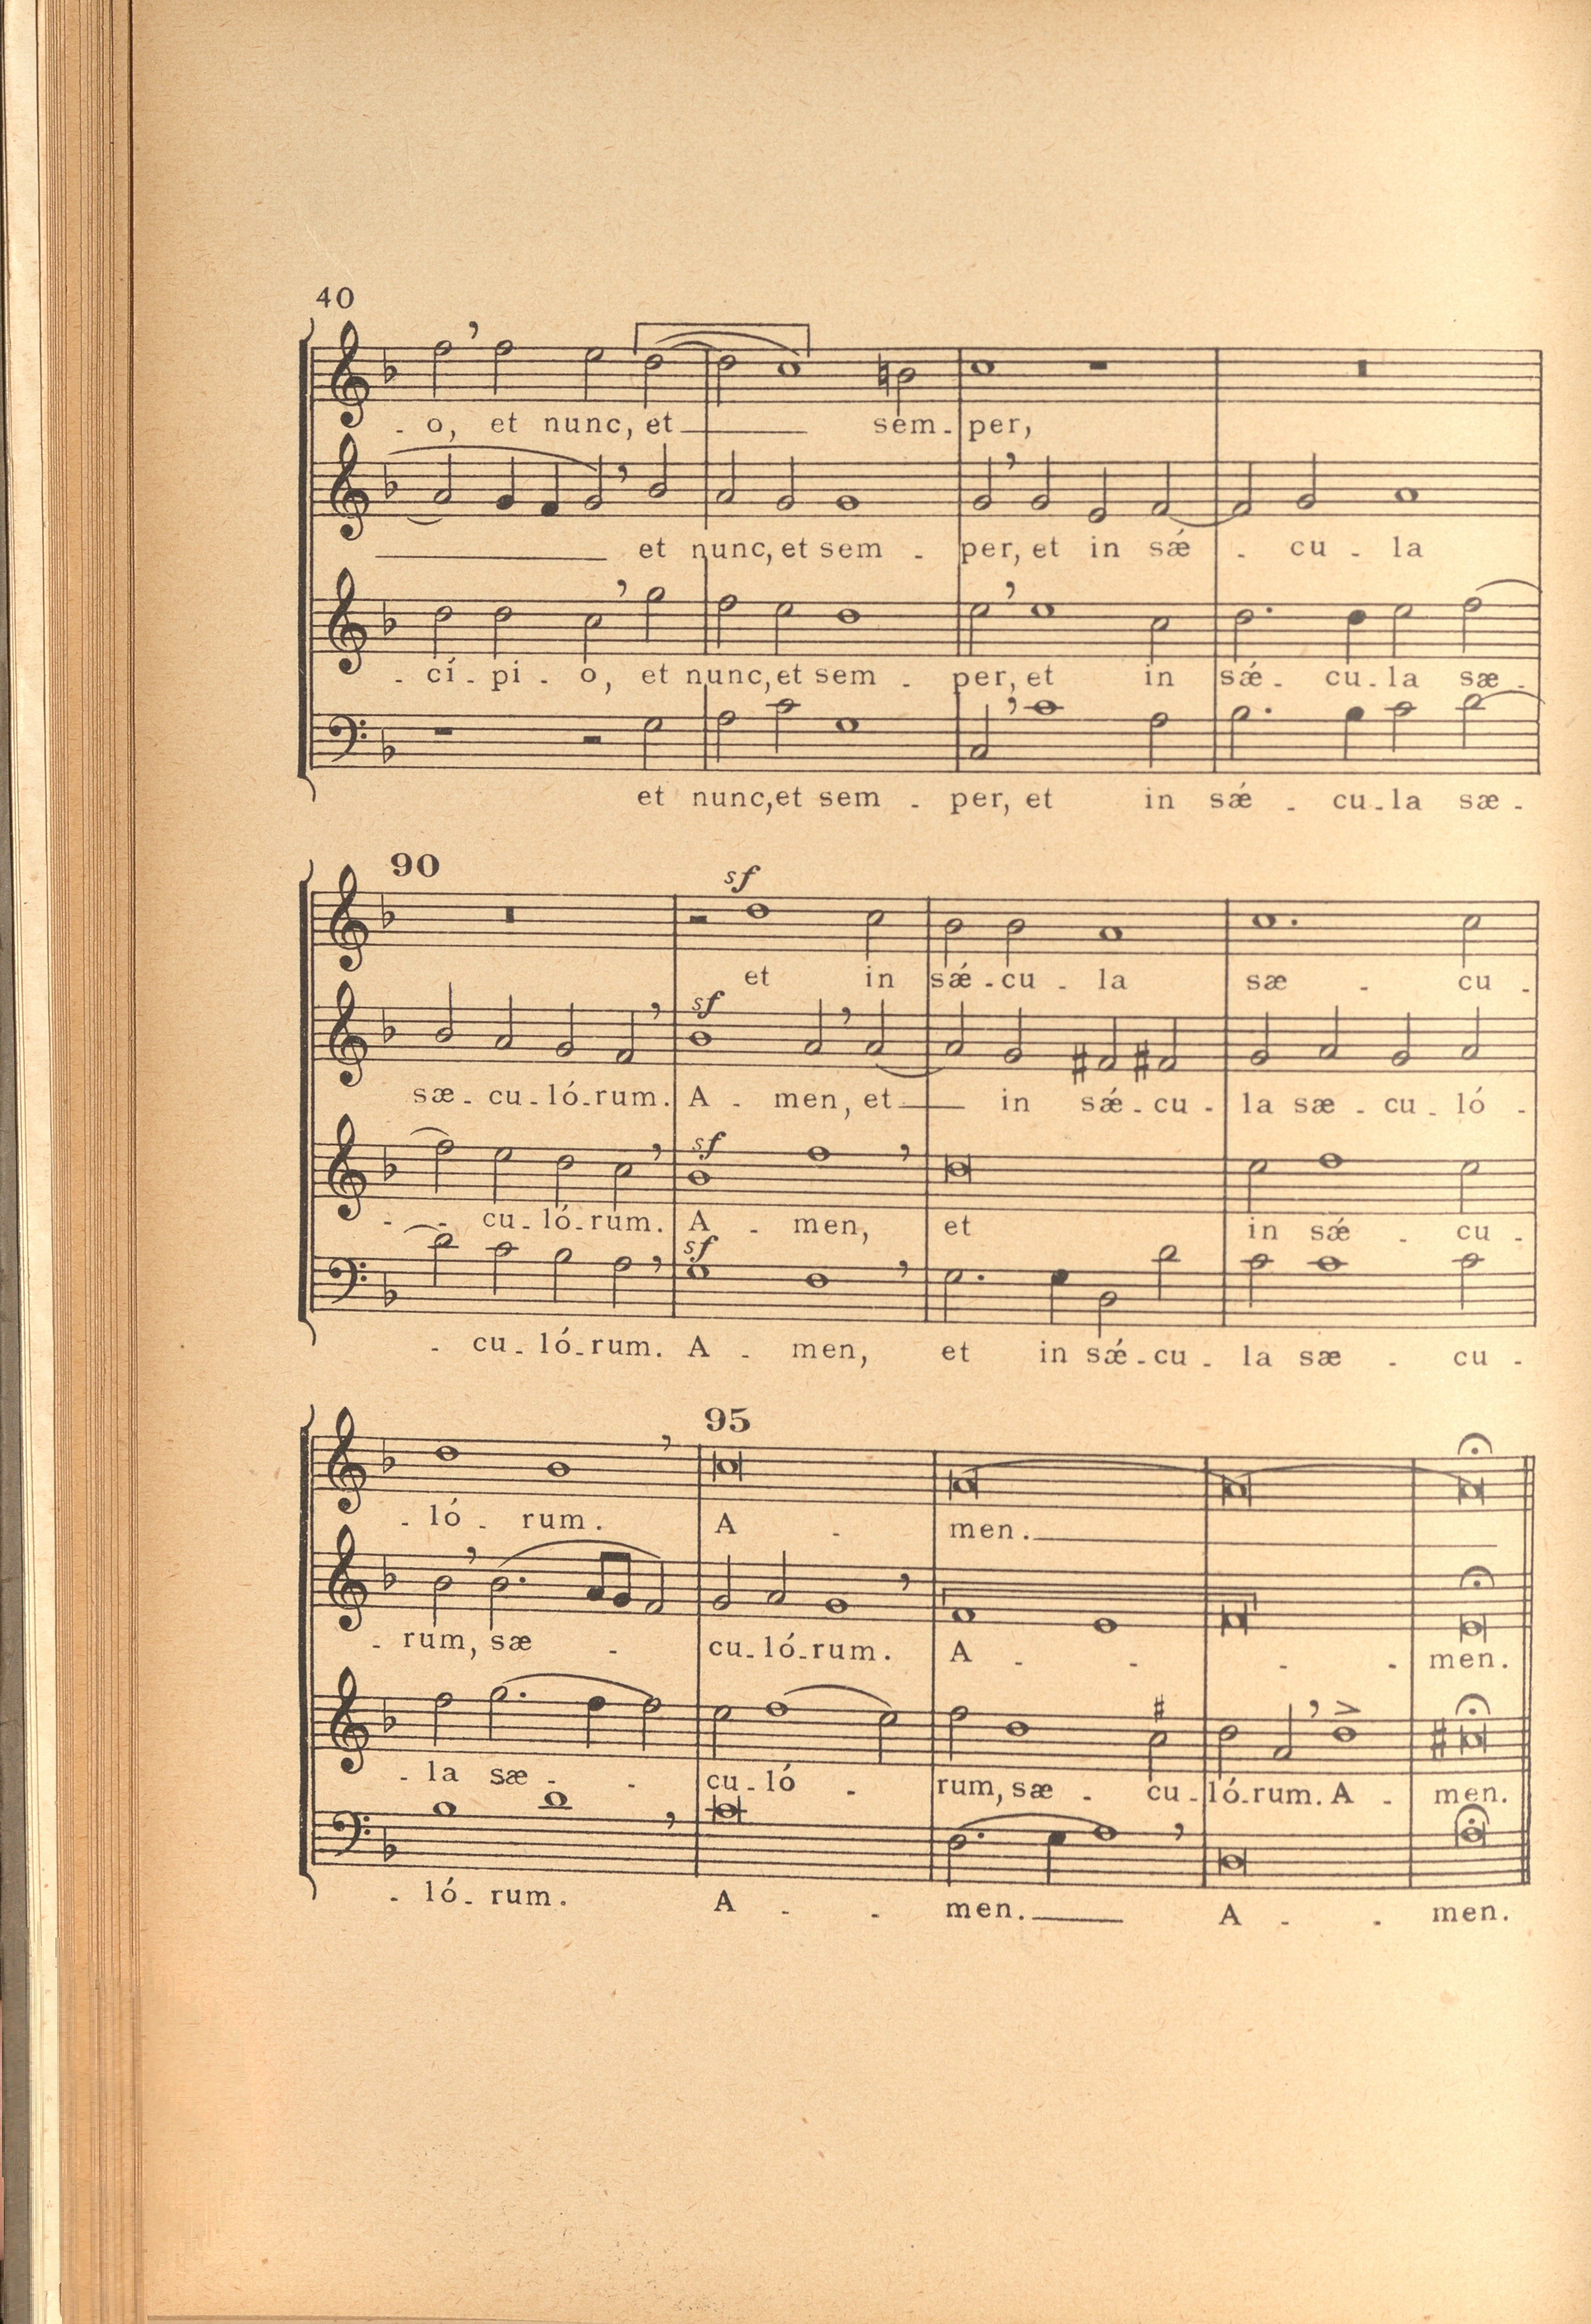 40
- o, et nunc, et sem - per,
et nunc, et sem - per, et in sǽ - cu - la
- cí - pi - o, et nunc, et sem - per, et in sǽ - cu - la sæ -
et nunc, et sem - per, et in sǽ - cu - la sæ -
90
sf
et in sǽ - cu - la sæ - cu -
sf
sæ - cu - ló - rum. A - men, et in sǽ - cu - la sæ - cu - ló -
sf
- - cu - ló - rum. A - men, et in sǽ - cu -
sf
- cu - ló - rum. A - men, et in sǽ - cu - la sæ - cu -
95
- ló - rum. A - men.
- rum, sæ - cu - ló - rum. A - - - - men.
- la sæ - - cu - ló - rum, sæ - cu - ló - rum. A - men.
- ló - rum. A - - men. A - - men.